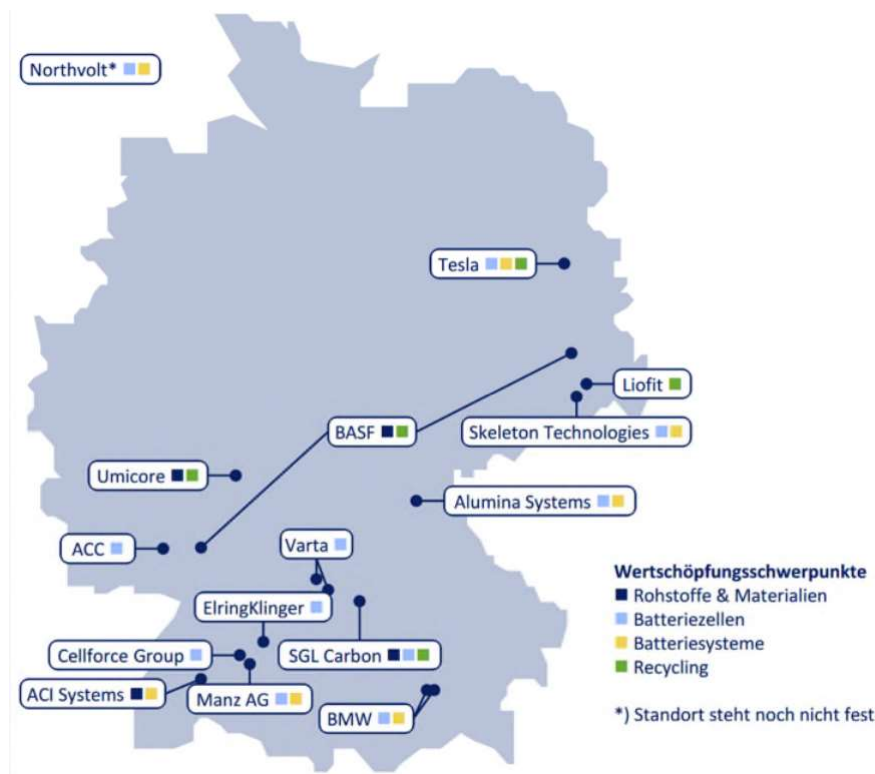 Northvolt*
Tesla
Liofit
BASF
Skeleton Technologies
Umicore
Alumina Systems
ACC
Varta
Wertschöpfungsschwerpunkte
Rohstoffe & Materialien
ElringKlinger
Batteriezellen
Batteriesysteme
Cellforce Group
SGL Carbon
Recycling
ACI Systems
Manz AG
BMW
*) Standort steht noch nicht fest